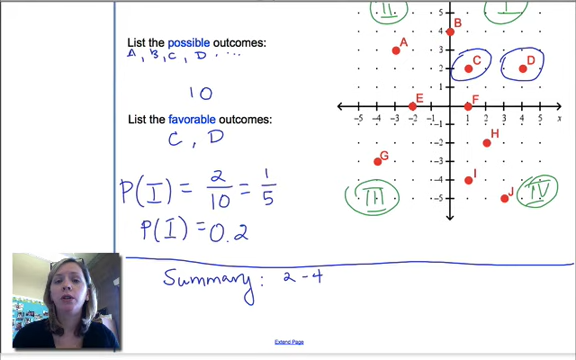 List the possible outcomes:
A, B, C, D, ...
10
List the favorable outcomes:
C, D
P(I) = 2/10 = 1/5
P(I) = 0.2
Summary: 2-4
Extend Page
II
I
5
B
4
A
3
C
D
2
1
E
F
-5 -4 -3 -2 -1 1 2 3 4 5 x
-1
H
-2
G
-3
I
-4
J
-5
III
IV